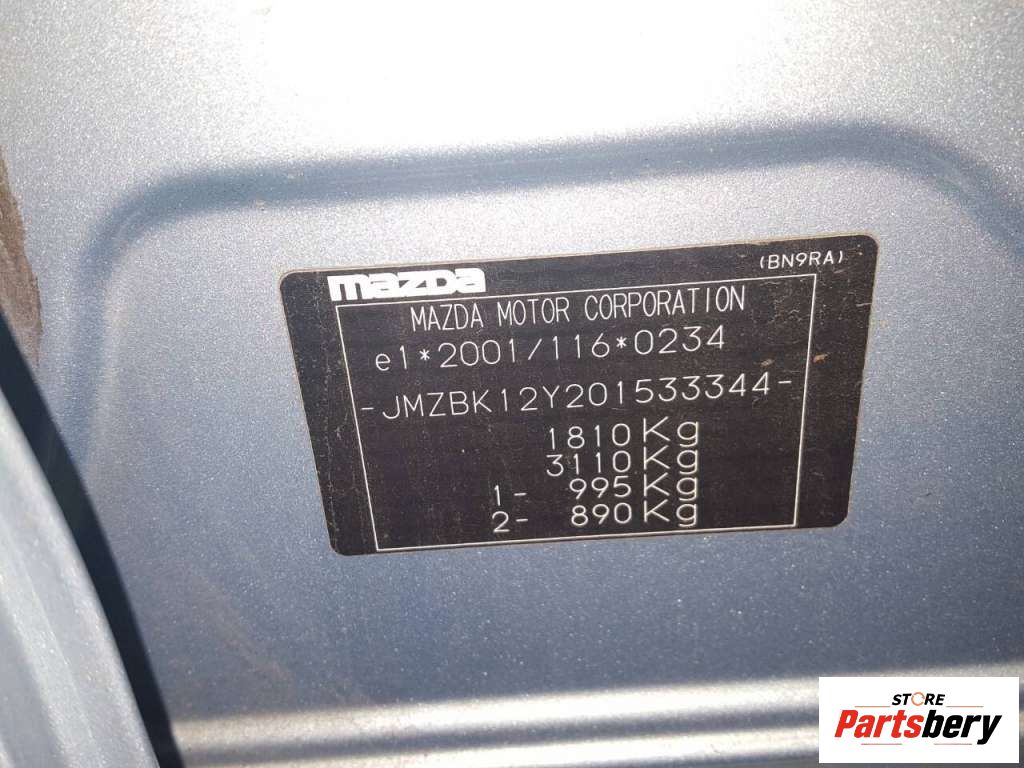 mazda
(BN9RA)
MAZDA MOTOR CORPORATION
e1*2001/116*0234
-JMZBK12Y201533344-
1810Kg
3110Kg
1- 995Kg
2- 890Kg
STORE
Partsbery